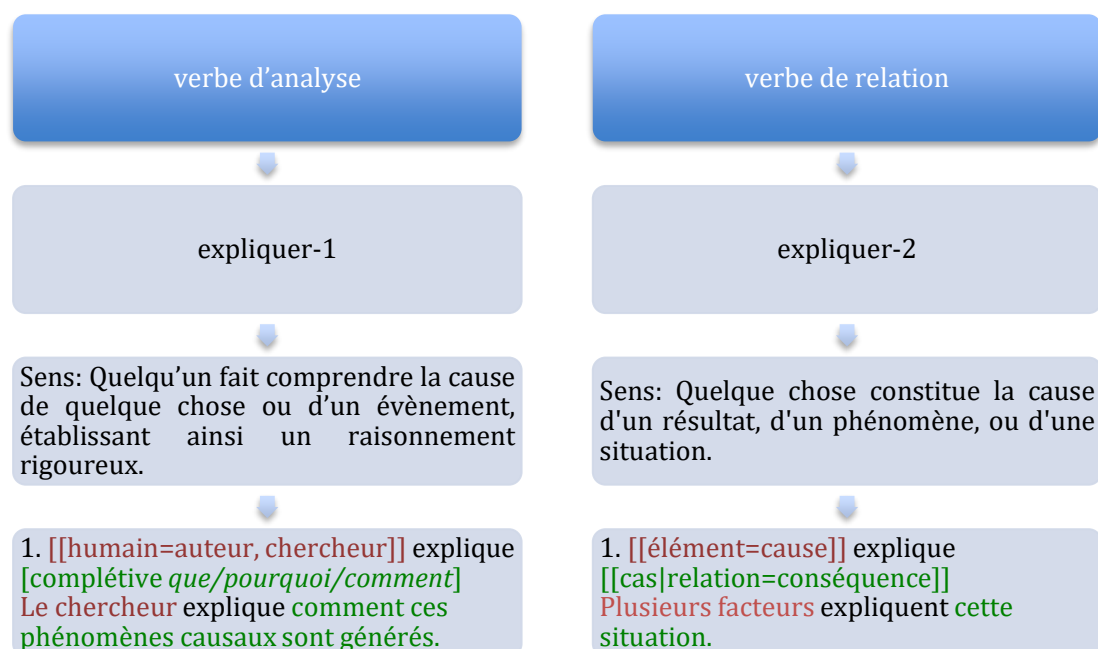 verbe d’analyse
expliquer-1
Sens: Quelqu’un fait comprendre la cause
de quelque chose ou d’un évènement,
établissant ainsi un raisonnement
rigoureux.
1. [[humain=auteur, chercheur]] explique
[complétive que/pourquoi/comment]
Le chercheur explique comment ces
phénomènes causaux sont générés.
verbe de relation
expliquer-2
Sens: Quelque chose constitue la cause
d'un résultat, d'un phénomène, ou d'une
situation.
1. [[élément=cause]] explique
[[cas|relation=conséquence]]
Plusieurs facteurs expliquent cette
situation.